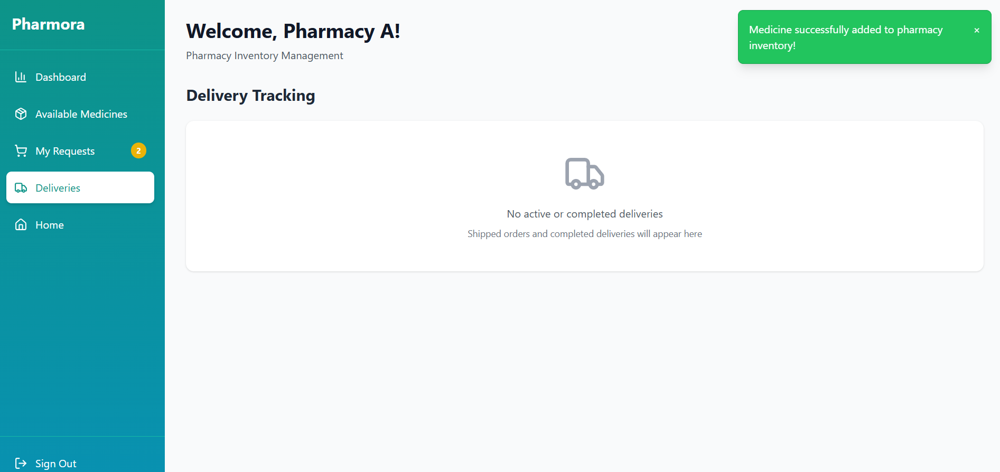 Pharmora
Dashboard
Available Medicines
My Requests
2
Deliveries
Home
Sign Out
Welcome, Pharmacy A!
Pharmacy Inventory Management
Medicine successfully added to pharmacy
inventory!
×
Delivery Tracking
No active or completed deliveries
Shipped orders and completed deliveries will appear here